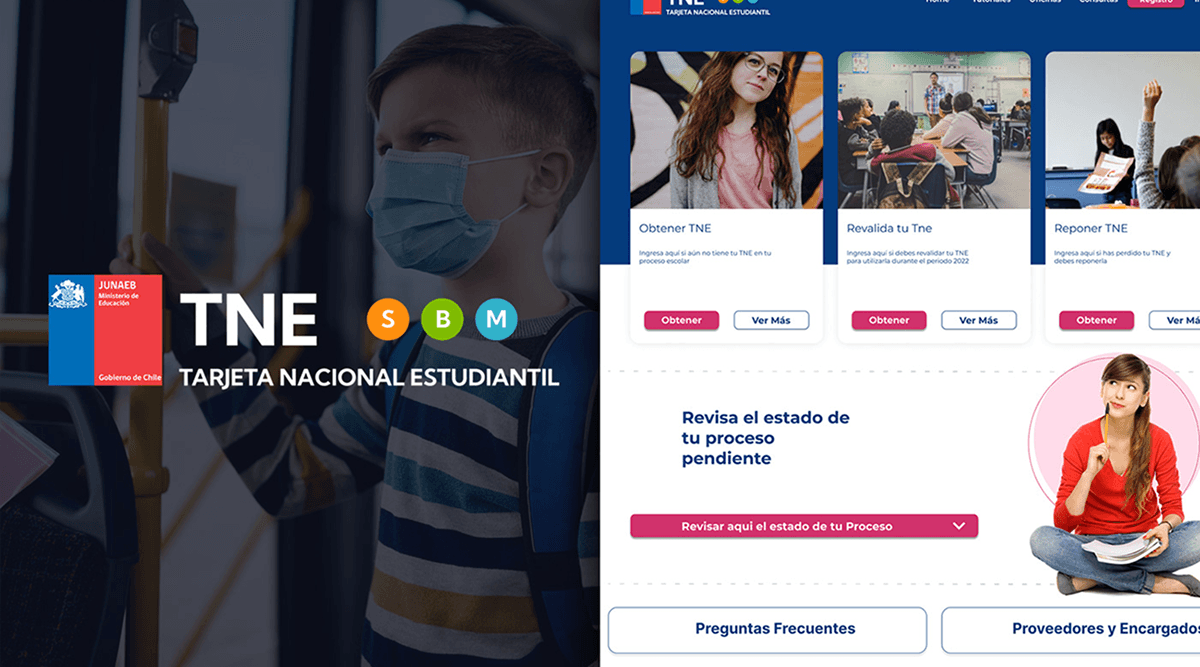 JUNAEB
Ministerio de
Educación
Gobierno de Chile
TNE
S B M
TARJETA NACIONAL ESTUDIANTIL
TNE
TARJETA NACIONAL ESTUDIANTIL
Home Tutoriales Oficinas Consultas Registro
Obtener TNE
Ingresa aquí si aún no tiene tu TNE en tu
proceso escolar
Obtener Ver Más
Revalida tu Tne
Ingresa aquí si debes revalidar tu TNE
para utilizarla durante el periodo 2022
Obtener Ver Más
Reponer TNE
Ingresa aquí si has perdido tu TNE y
debes reponerla
Obtener Ver Má
Revisa el estado de
tu proceso
pendiente
Revisar aqui el estado de tu Proceso
Preguntas Frecuentes
Proveedores y Encargados